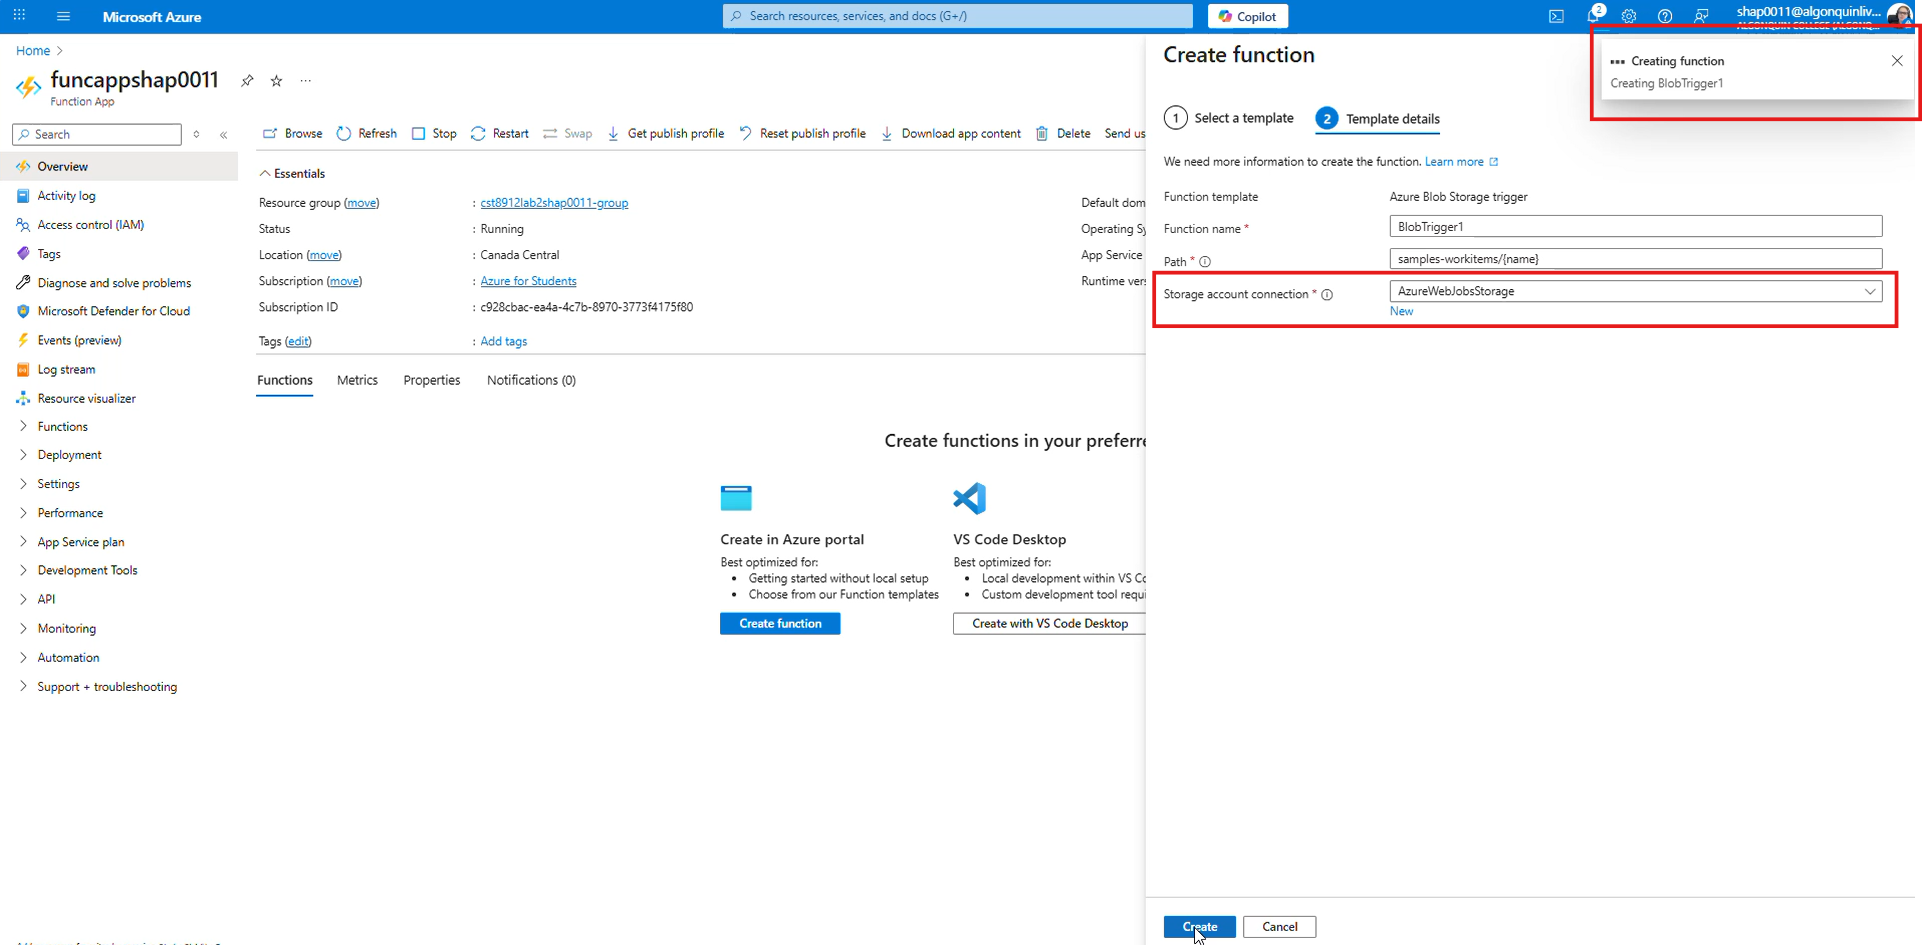 Microsoft Azure
Search resources, services, and docs (G+/)
Copilot
2
shap0011@algonquinliv...
Home
funcappshap0011
Function App
Search
Overview
Activity log
Access control (IAM)
Tags
Diagnose and solve problems
Microsoft Defender for Cloud
Events (preview)
Log stream
Resource visualizer
Functions
Deployment
Settings
Performance
App Service plan
Development Tools
API
Monitoring
Automation
Support + troubleshooting
Browse Refresh Stop Restart Swap Get publish profile Reset publish profile Download app content Delete Send us
Essentials
Resource group (move) : cst8912lab2shap0011-group
Status : Running
Location (move) : Canada Central
Subscription (move) : Azure for Students
Subscription ID : c928cbac-ea4a-4c7b-8970-3773f4175f80
Tags (edit) : Add tags
Default dom
Operating Sy
App Service
Runtime vers
Functions Metrics Properties Notifications (0)
Create functions in your preferre
Create in Azure portal
Best optimized for:
• Getting started without local setup
• Choose from our Function templates
Create function
VS Code Desktop
Best optimized for:
• Local development within VS Co
• Custom development tool requi
Create with VS Code Desktop
Create function
1 Select a template
2 Template details
We need more information to create the function. Learn more
Function template Azure Blob Storage trigger
Function name * BlobTrigger1
Path * samples-workitems/{name}
Storage account connection * AzureWebJobsStorage
New
Create Cancel
Creating function
Creating BlobTrigger1